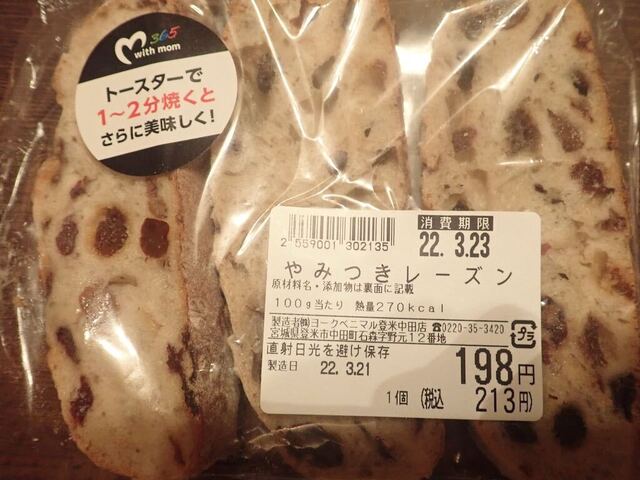 365
with mom
トースターで
1～2分焼くと
さらに美味しく!
2 559001 302135
消費期限
22. 3.23
やみつきレーズン
原材料名・添加物は裏面に記載
100g当たり 熱量270kcal
製造者㈱ヨークベニマル登米中田店 ☎0220-35-3420
宮城県登米市中田町石森字野元12番地
プラ
直射日光を避け保存
製造日 22. 3.21
198円
1個 (税込 213円)